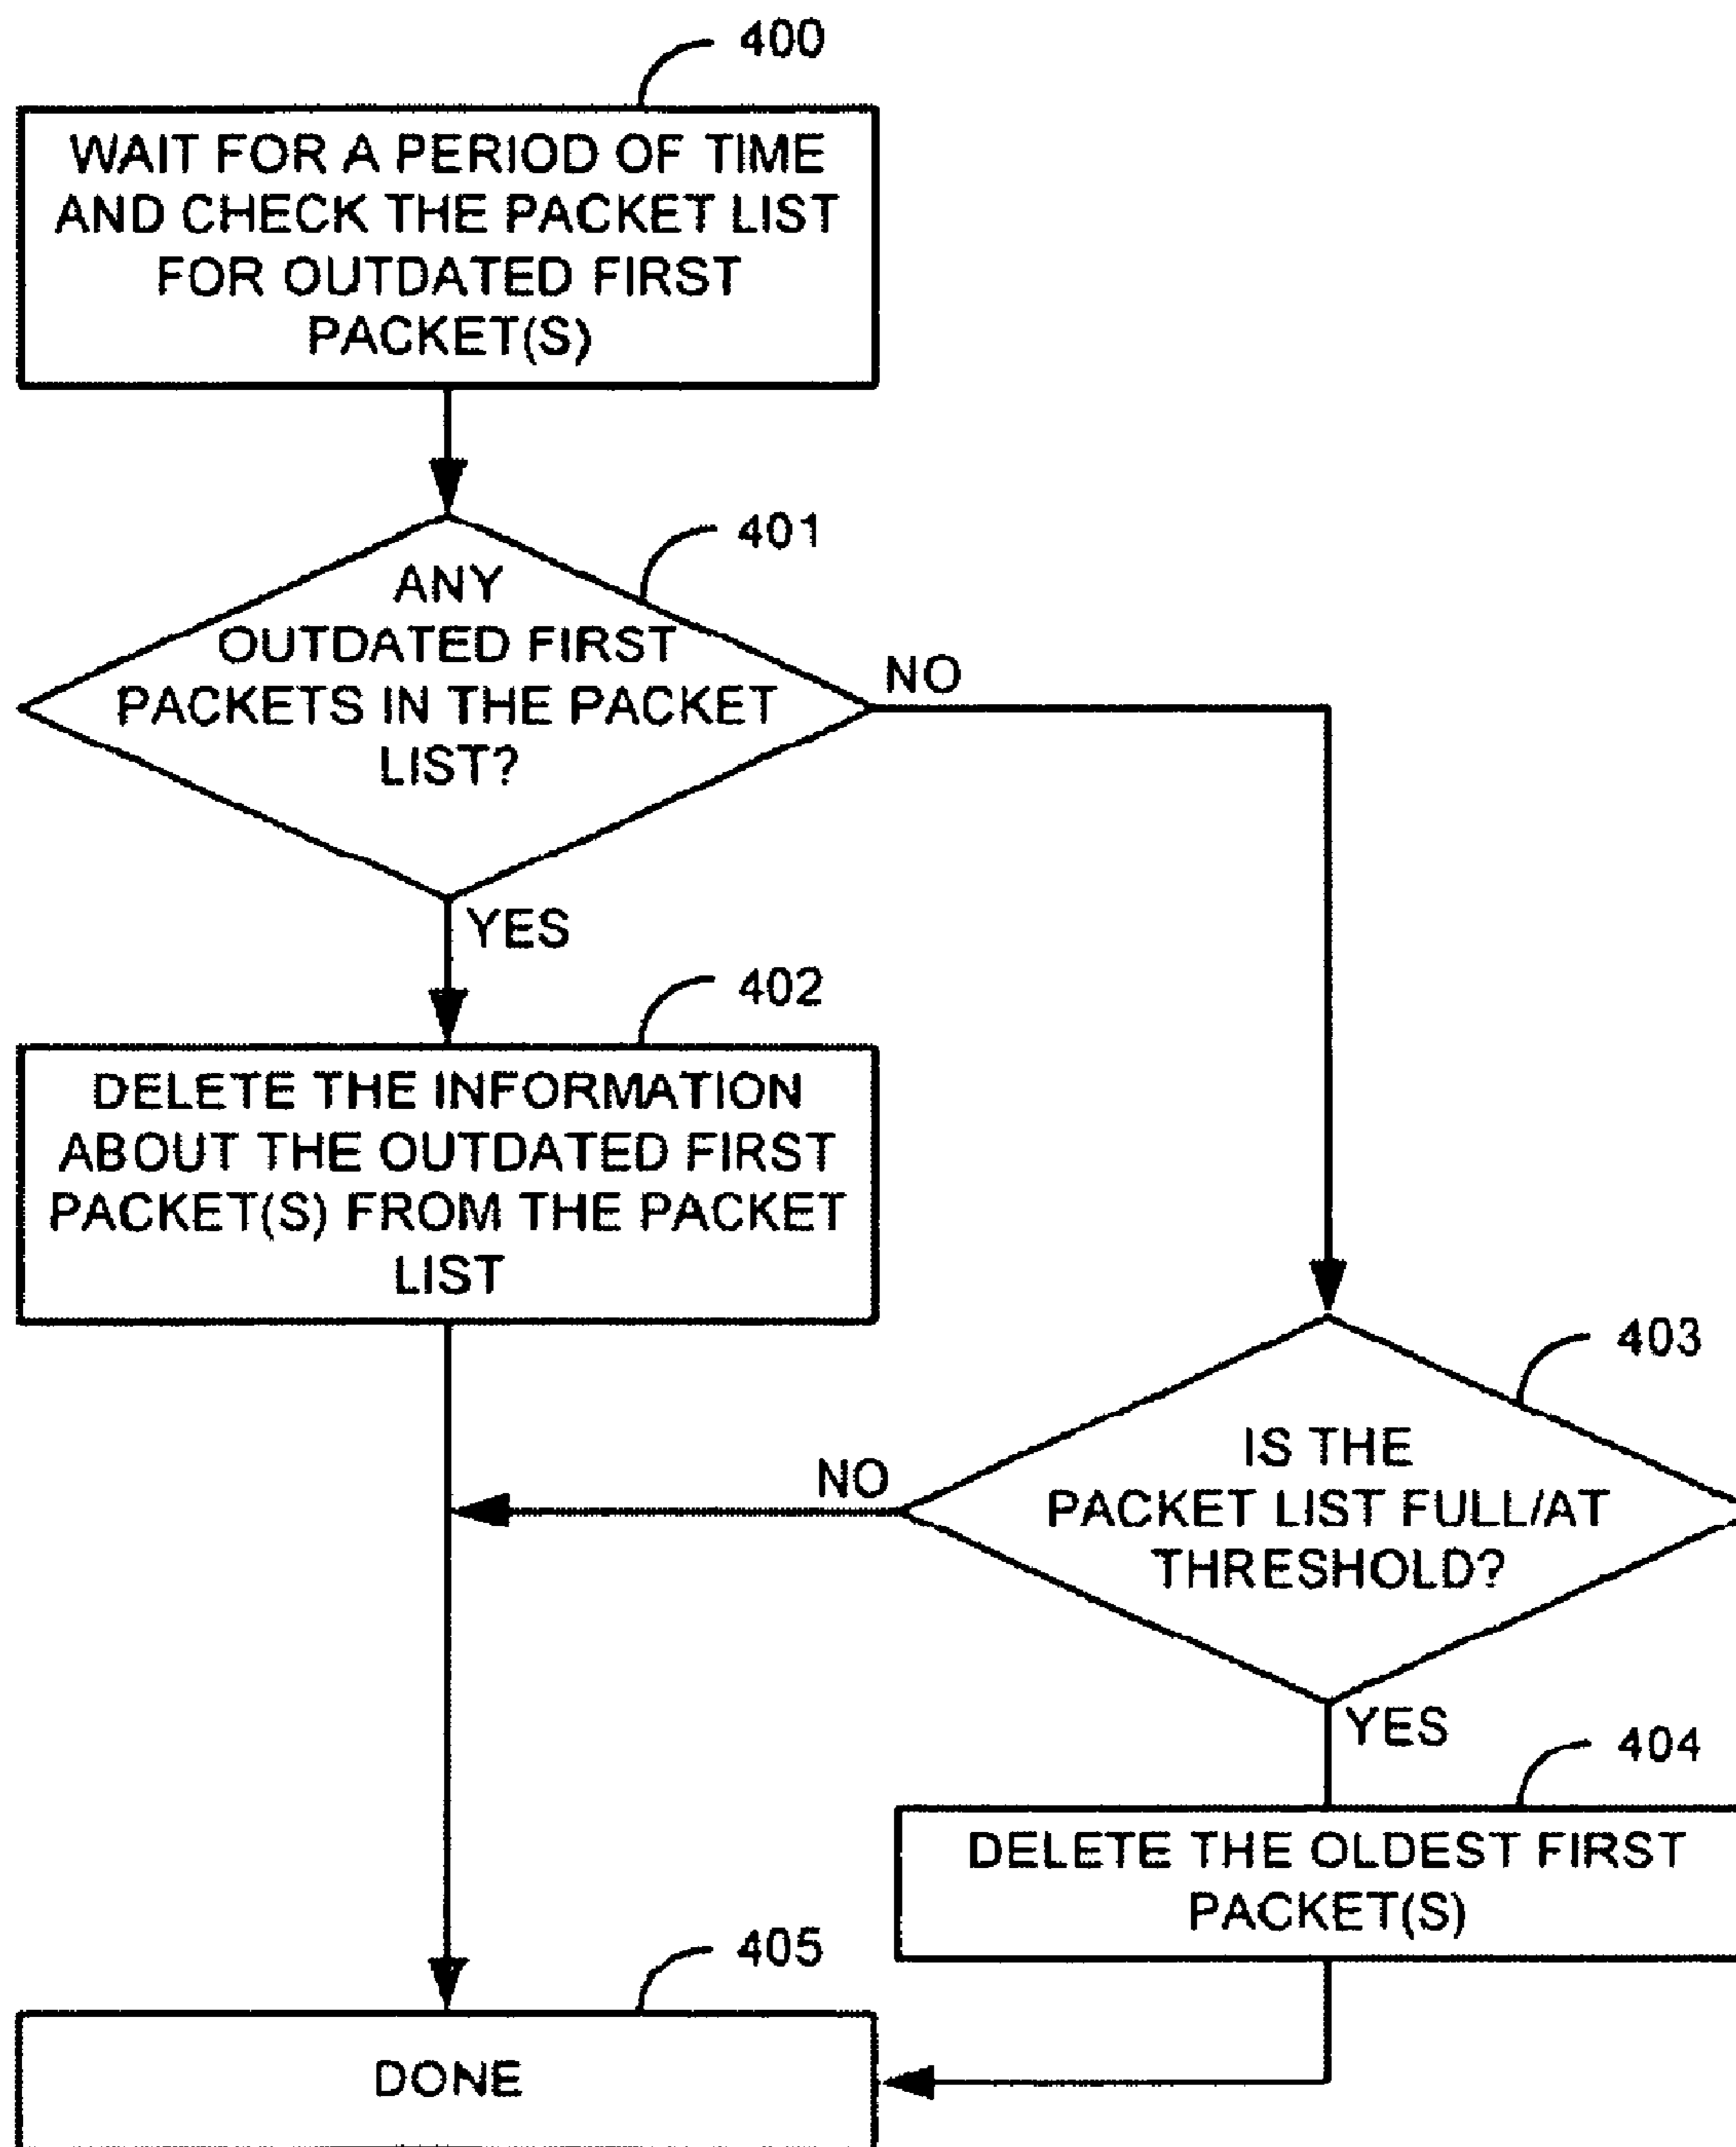 400
WAIT FOR A PERIOD OF TIME
AND CHECK THE PACKET LIST
FOR OUTDATED FIRST
PACKET(S)
401
ANY
OUTDATED FIRST
PACKETS IN THE PACKET
LIST?
NO
YES
402
DELETE THE INFORMATION
ABOUT THE OUTDATED FIRST
PACKET(S) FROM THE PACKET
LIST
403
IS THE
PACKET LIST FULL/AT
THRESHOLD?
NO
YES
404
DELETE THE OLDEST FIRST
PACKET(S)
405
DONE